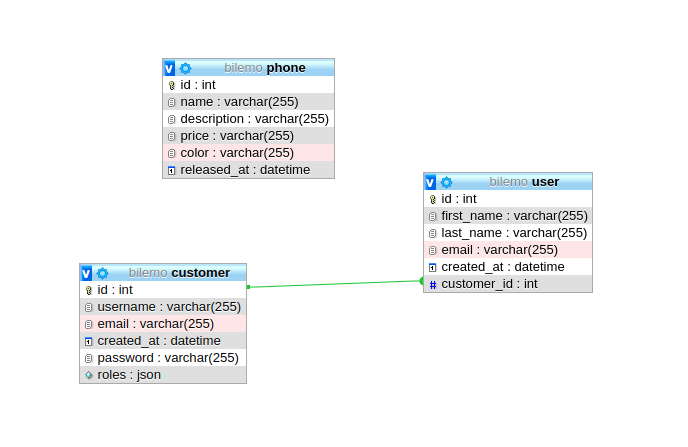 bilemo phone
id : int
name : varchar(255)
description : varchar(255)
price : varchar(255)
color : varchar(255)
released_at : datetime
bilemo user
id : int
first_name : varchar(255)
last_name : varchar(255)
email : varchar(255)
created_at : datetime
# customer_id : int
bilemo customer
id : int
username : varchar(255)
email : varchar(255)
created_at : datetime
password : varchar(255)
roles : json